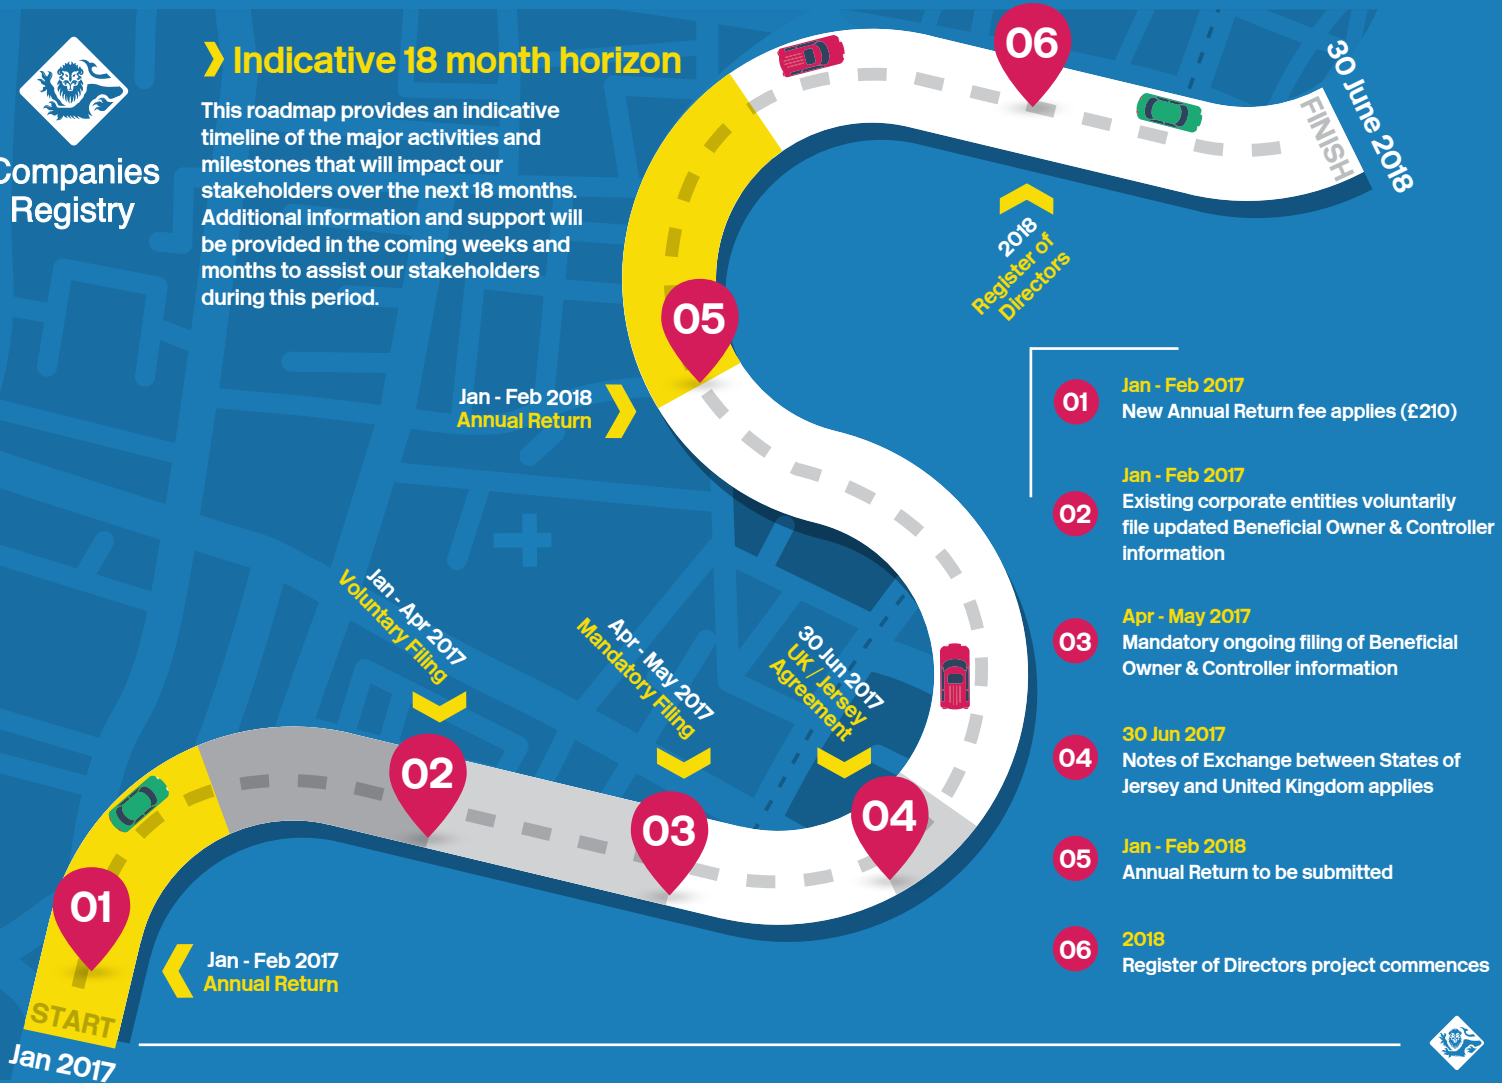 Companies
Registry
Indicative 18 month horizon
This roadmap provides an indicative
timeline of the major activities and
milestones that will impact our
stakeholders over the next 18 months.
Additional information and support will
be provided in the coming weeks and
months to assist our stakeholders
during this period.
06
30 June 2018
FINISH
2018
Register of
Directors
05
Jan - Feb 2018
Annual Return
Jan - Apr 2017
Voluntary Filing
02
Apr - May 2017
Mandatory Filing
03
30 Jun 2017
UK / Jersey
Agreement
04
01
Jan - Feb 2017
Annual Return
START
Jan 2017
01
Jan - Feb 2017
New Annual Return fee applies (£210)
02
Jan - Feb 2017
Existing corporate entities voluntarily
file updated Beneficial Owner & Controller
information
03
Apr - May 2017
Mandatory ongoing filing of Beneficial
Owner & Controller information
04
30 Jun 2017
Notes of Exchange between States of
Jersey and United Kingdom applies
05
Jan - Feb 2018
Annual Return to be submitted
06
2018
Register of Directors project commences